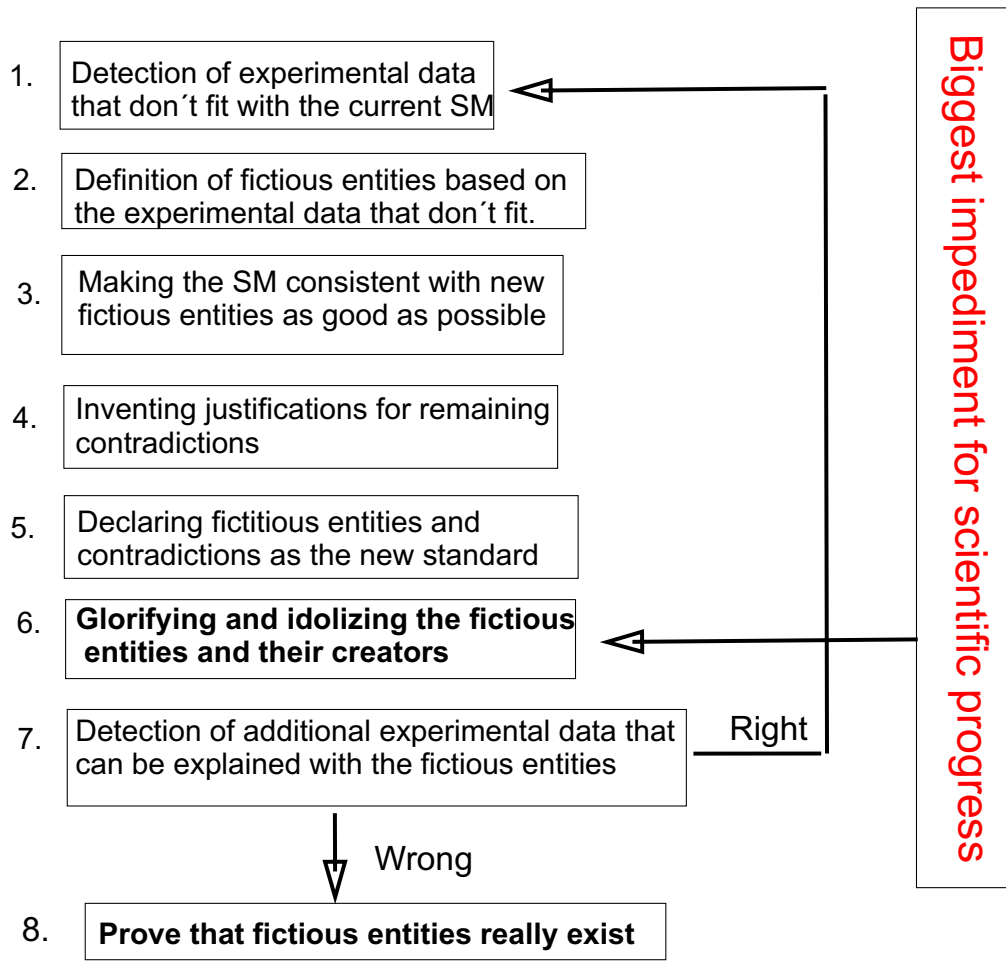 1. Detection of experimental data
that don´t fit with the current SM
2. Definition of fictious entities based on
the experimental data that don´t fit.
3. Making the SM consistent with new
fictious entities as good as possible
4. Inventing justifications for remaining
contradictions
5. Declaring fictitious entities and
contradictions as the new standard
6. Glorifying and idolizing the fictious
entities and their creators
7. Detection of additional experimental data that
can be explained with the fictious entities
Right
Wrong
8. Prove that fictious entities really exist
Biggest impediment for scientific progress